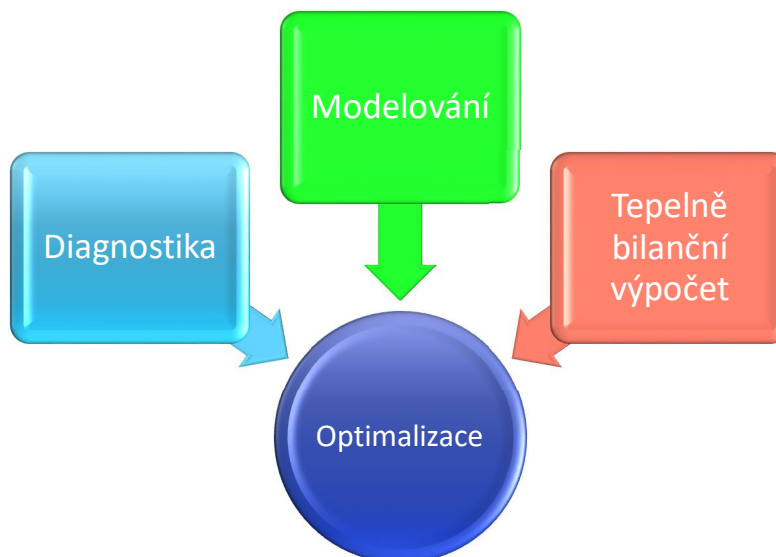 Modelování
Diagnostika
Tepelně
bilanční
výpočet
Optimalizace